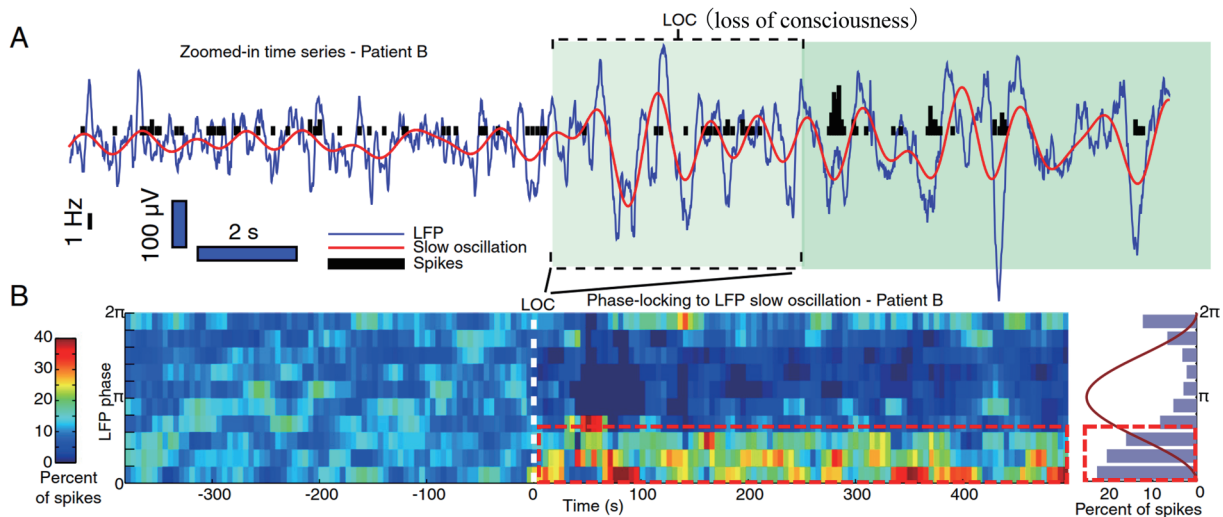 LOC (loss of consciousness)
A
Zoomed-in time series - Patient B
1 Hz
100 µV
2 s
LFP
Slow oscillation
Spikes
B
LOC
Phase-locking to LFP slow oscillation - Patient B
40
30
20
10
0
Percent
of spikes
LFP phase
2π
π
0
-300
-200
-100
0
100
200
300
400
Time (s)
2π
π
0
20
10
0
Percent of spikes